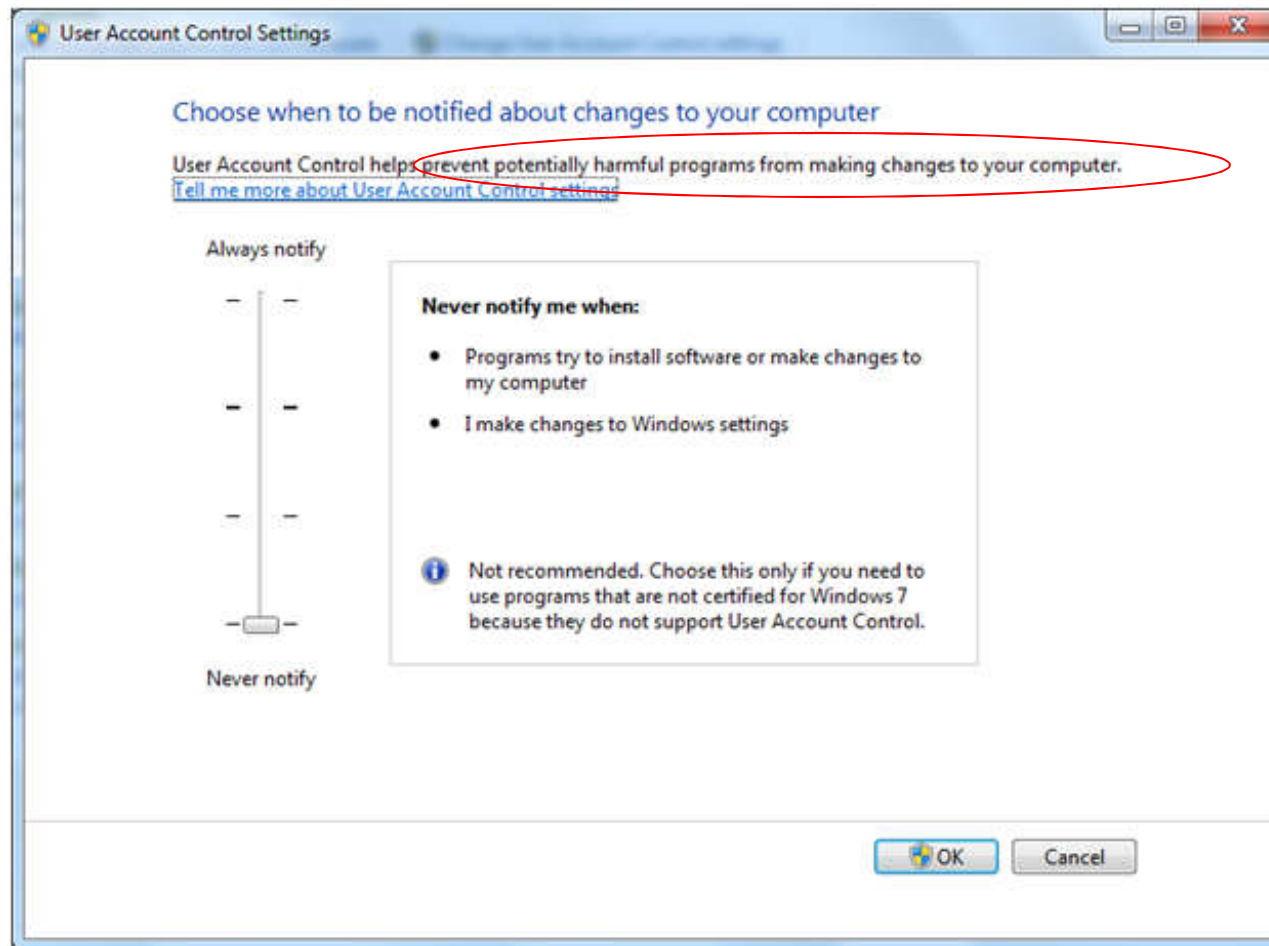 User Account Control Settings
Choose when to be notified about changes to your computer
User Account Control helps prevent potentially harmful programs from making changes to your computer.
Tell me more about User Account Control settings
Always notify
Never notify me when:
• Programs try to install software or make changes to
my computer
• I make changes to Windows settings
Not recommended. Choose this only if you need to
use programs that are not certified for Windows 7
because they do not support User Account Control.
Never notify
OK Cancel